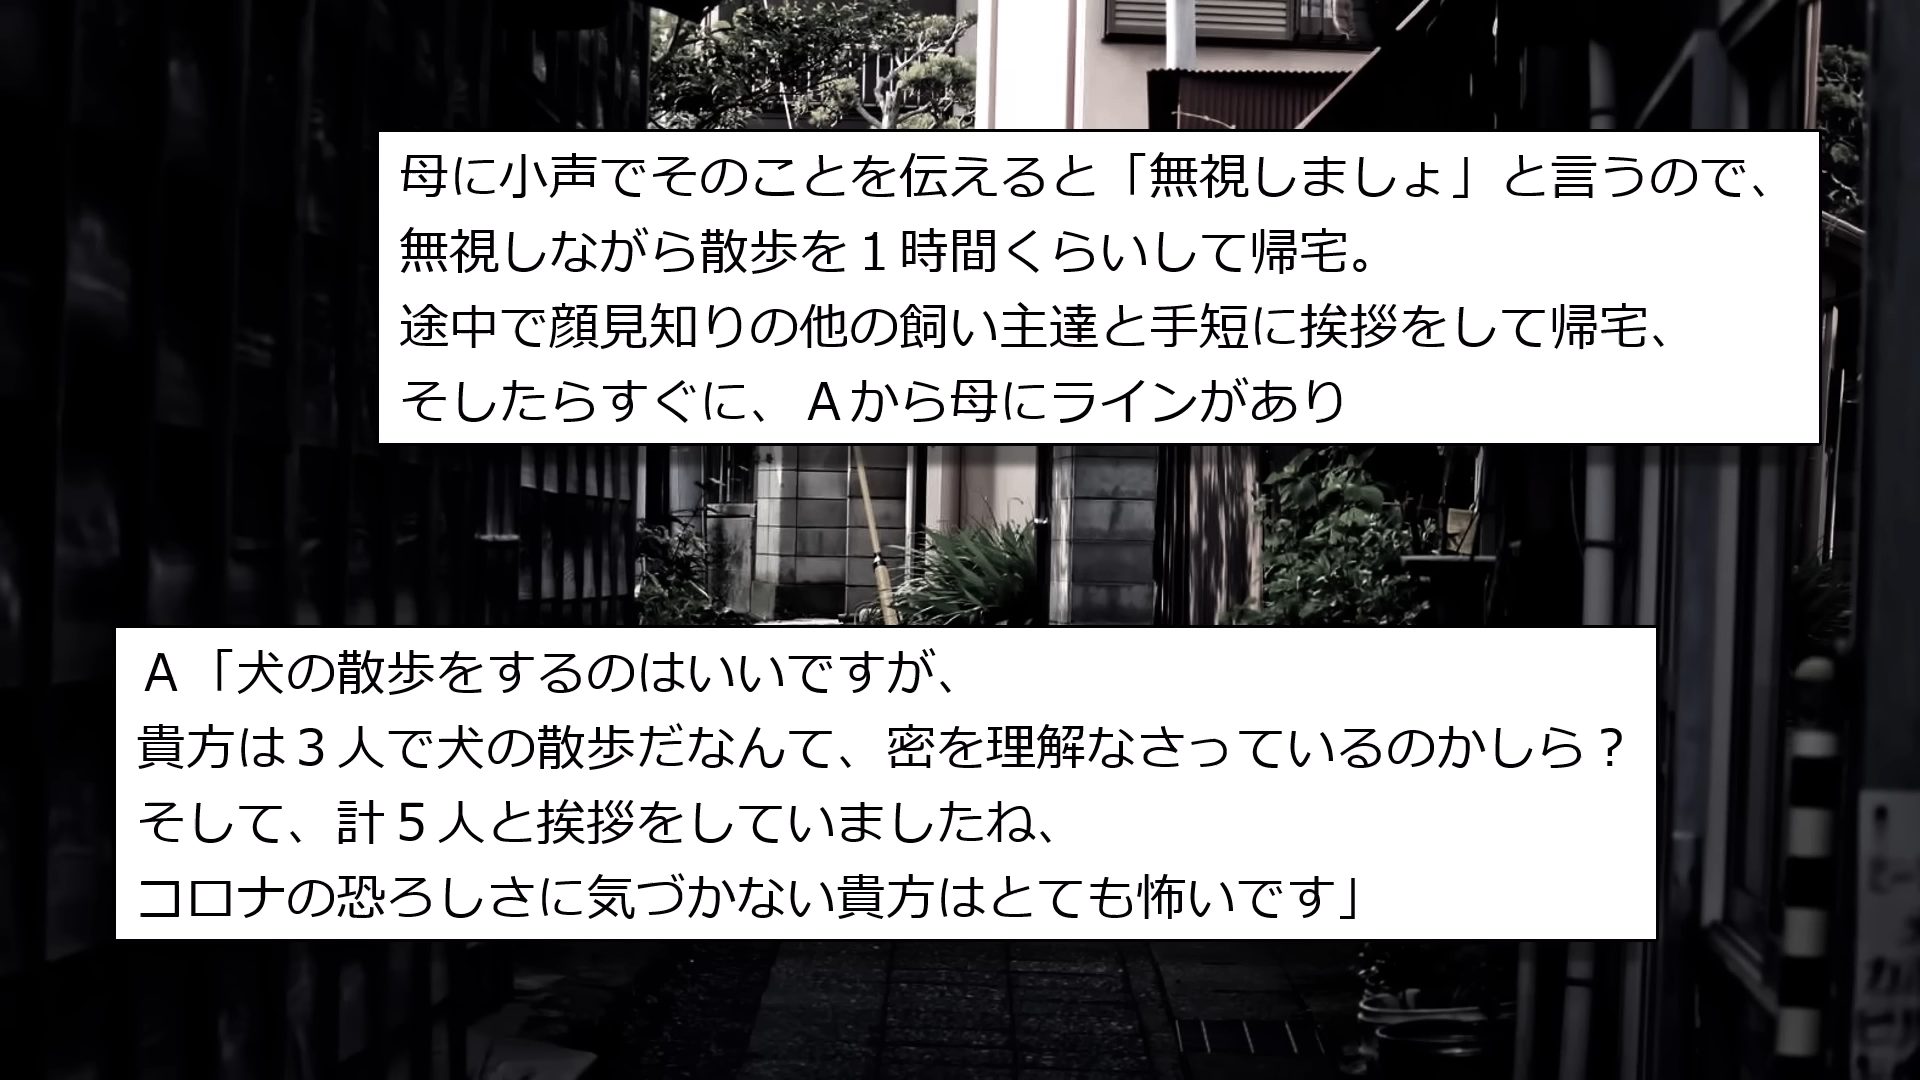 母に小声でそのことを伝えると「無視しましょ」と言うので、
無視しながら散歩を１時間くらいして帰宅。
途中で顔見知りの他の飼い主達と手短に挨拶をして帰宅、
そしたらすぐに、Ａから母にラインがあり
Ａ「犬の散歩をするのはいいですが、
貴方は３人で犬の散歩だなんて、密を理解なさっているのかしら？
そして、計５人と挨拶をしていましたね、
コロナの恐ろしさに気づかない貴方はとても怖いです」